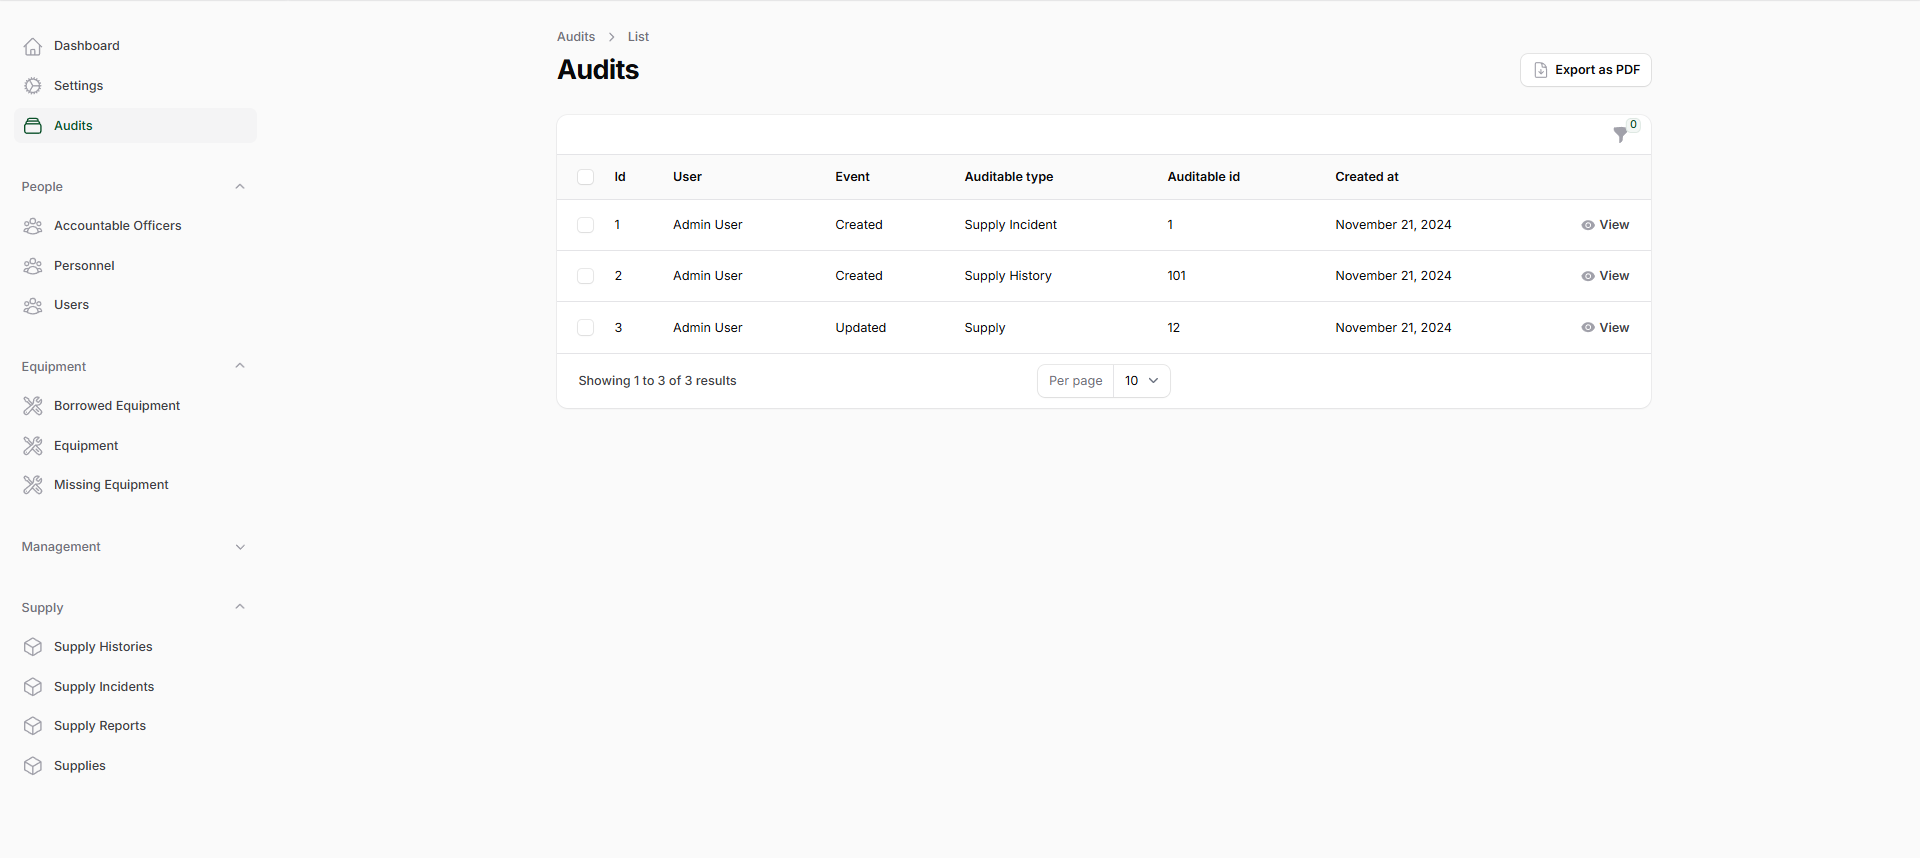 Dashboard
Settings
Audits
People
Accountable Officers
Personnel
Users
Equipment
Borrowed Equipment
Equipment
Missing Equipment
Management
Supply
Supply Histories
Supply Incidents
Supply Reports
Supplies
Audits List
Audits
Export as PDF
0
Id User Event Auditable type Auditable id Created at
1 Admin User Created Supply Incident 1 November 21, 2024 View
2 Admin User Created Supply History 101 November 21, 2024 View
3 Admin User Updated Supply 12 November 21, 2024 View
Showing 1 to 3 of 3 results Per page 10